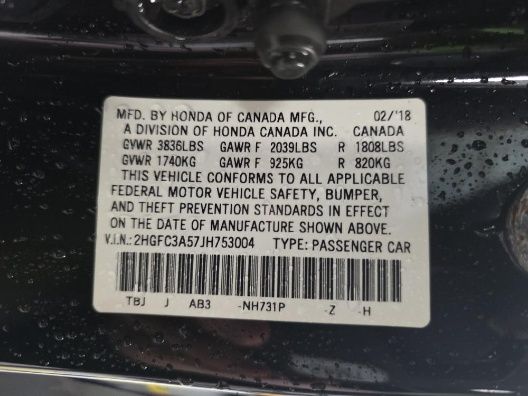 MFD. BY HONDA OF CANADA MFG., 02/'18
A DIVISION OF HONDA CANADA INC. CANADA
GVWR 3836LBS GAWR F 2039LBS R 1808LBS
GVWR 1740KG GAWR F 925KG R 820KG
THIS VEHICLE CONFORMS TO ALL APPLICABLE
FEDERAL MOTOR VEHICLE SAFETY, BUMPER,
AND THEFT PREVENTION STANDARDS IN EFFECT
ON THE DATE OF MANUFACTURE SHOWN ABOVE.
V.I.N.: 2HGFC3A57JH753004 TYPE: PASSENGER CAR
TBJ J AB3 -NH731P -Z -H